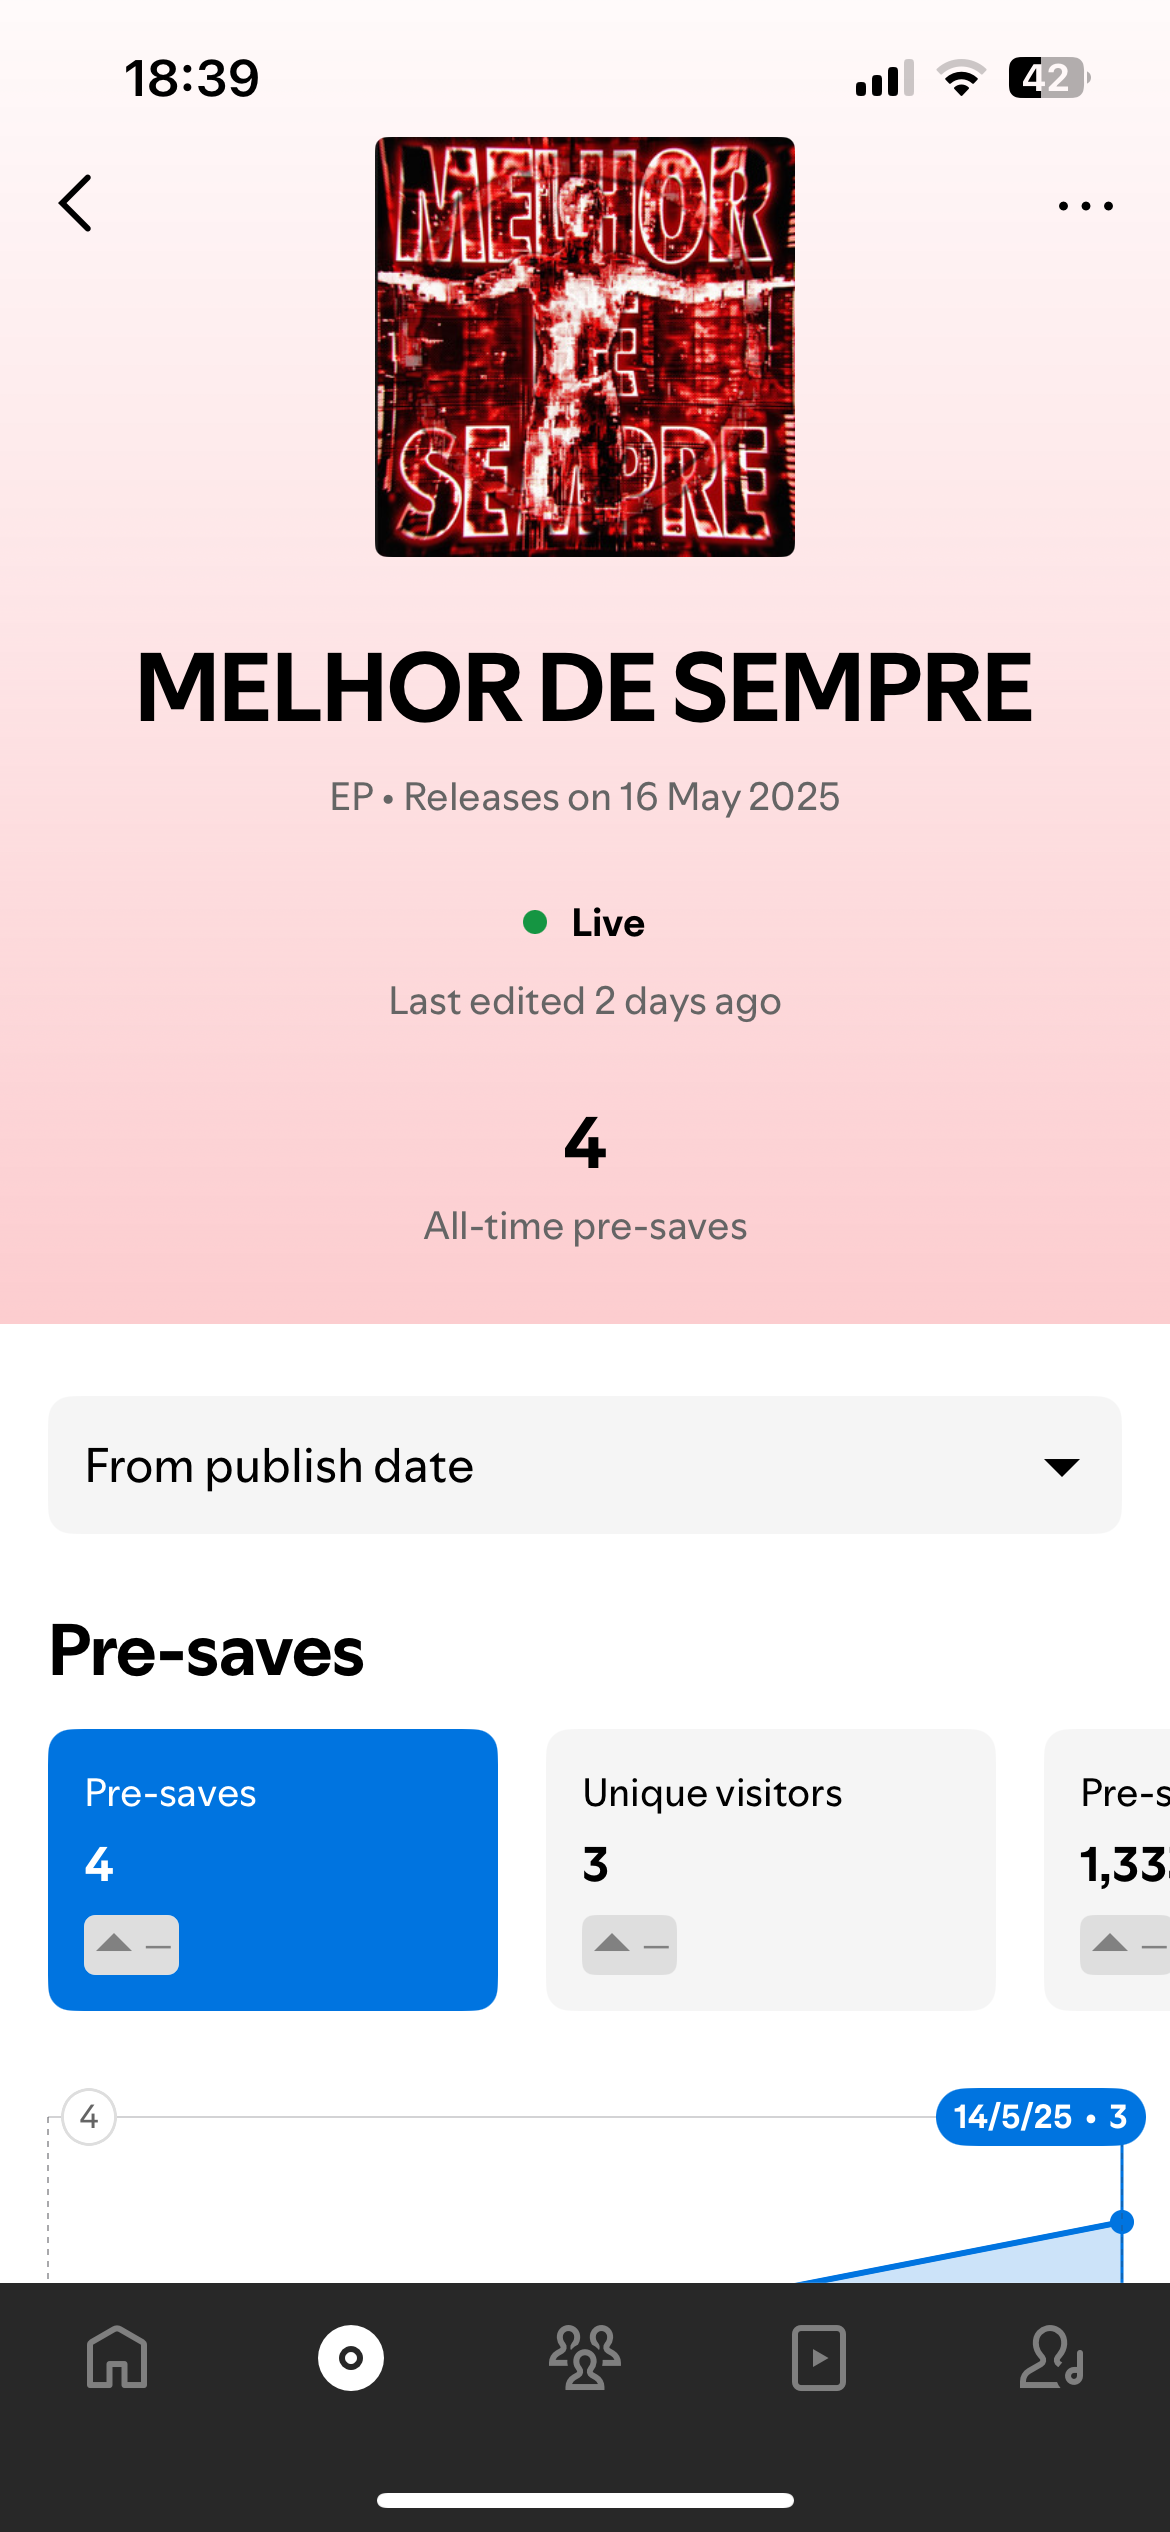 18:39
42
MELHOR
DE
SEMPRE
MELHOR DE SEMPRE
EP • Releases on 16 May 2025
Live
Last edited 2 days ago
4
All-time pre-saves
From publish date
Pre-saves
Pre-saves
4
—
Unique visitors
3
—
Pre-s
1,33
—
4
14/5/25 • 3